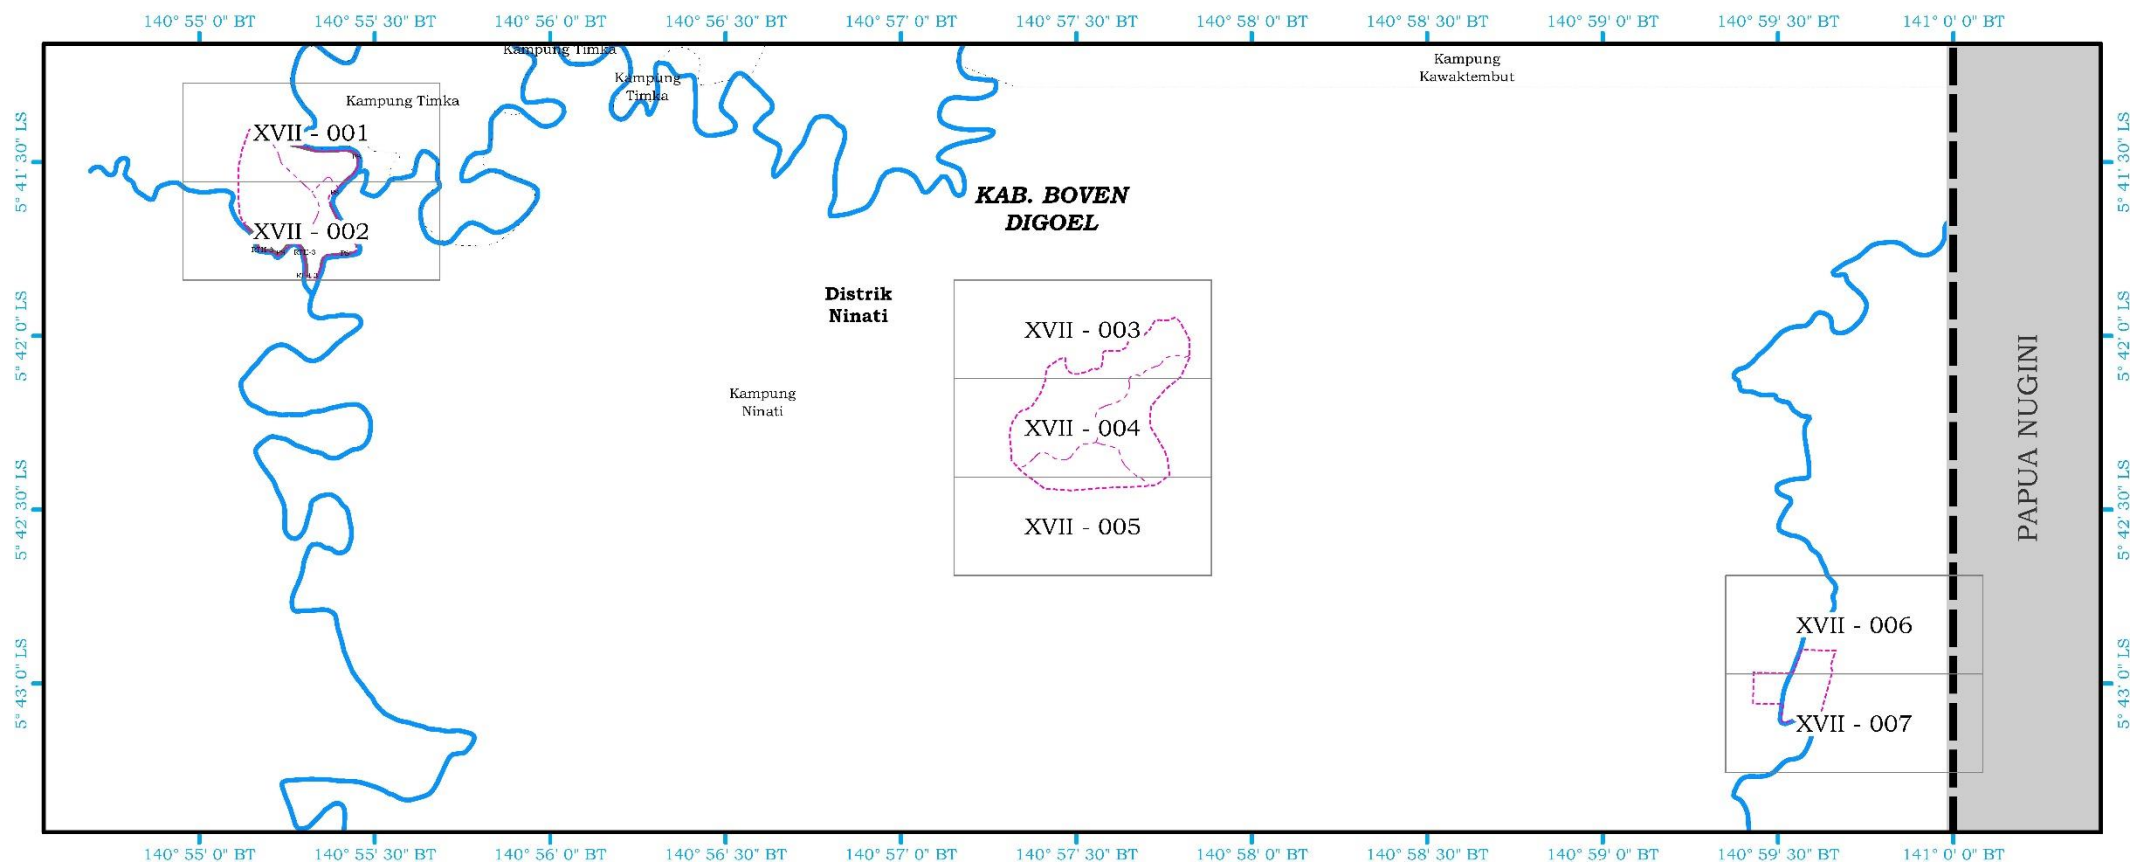 140° 55' 0" BT
140° 55' 30" BT
140° 56' 0" BT
140° 56' 30" BT
140° 57' 0" BT
140° 57' 30" BT
140° 58' 0" BT
140° 58' 30" BT
140° 59' 0" BT
140° 59' 30" BT
141° 0' 0" BT
Kampung Timka
Kampung
Timka
Kampung
Kawaktembut
Kampung Timka
XVII - 001
5° 41' 30" LS
5° 41' 30" LS
KAB. BOVEN
DIGOEL
XVII - 002
Distrik
Ninati
XVII - 003
5° 42' 0" LS
5° 42' 0" LS
Kampung
Ninati
XVII - 004
PAPUA NUGINI
5° 42' 30" LS
5° 42' 30" LS
XVII - 005
XVII - 006
5° 43' 0" LS
5° 43' 0" LS
XVII - 007
140° 55' 0" BT
140° 55' 30" BT
140° 56' 0" BT
140° 56' 30" BT
140° 57' 0" BT
140° 57' 30" BT
140° 58' 0" BT
140° 58' 30" BT
140° 59' 0" BT
140° 59' 30" BT
141° 0' 0" BT